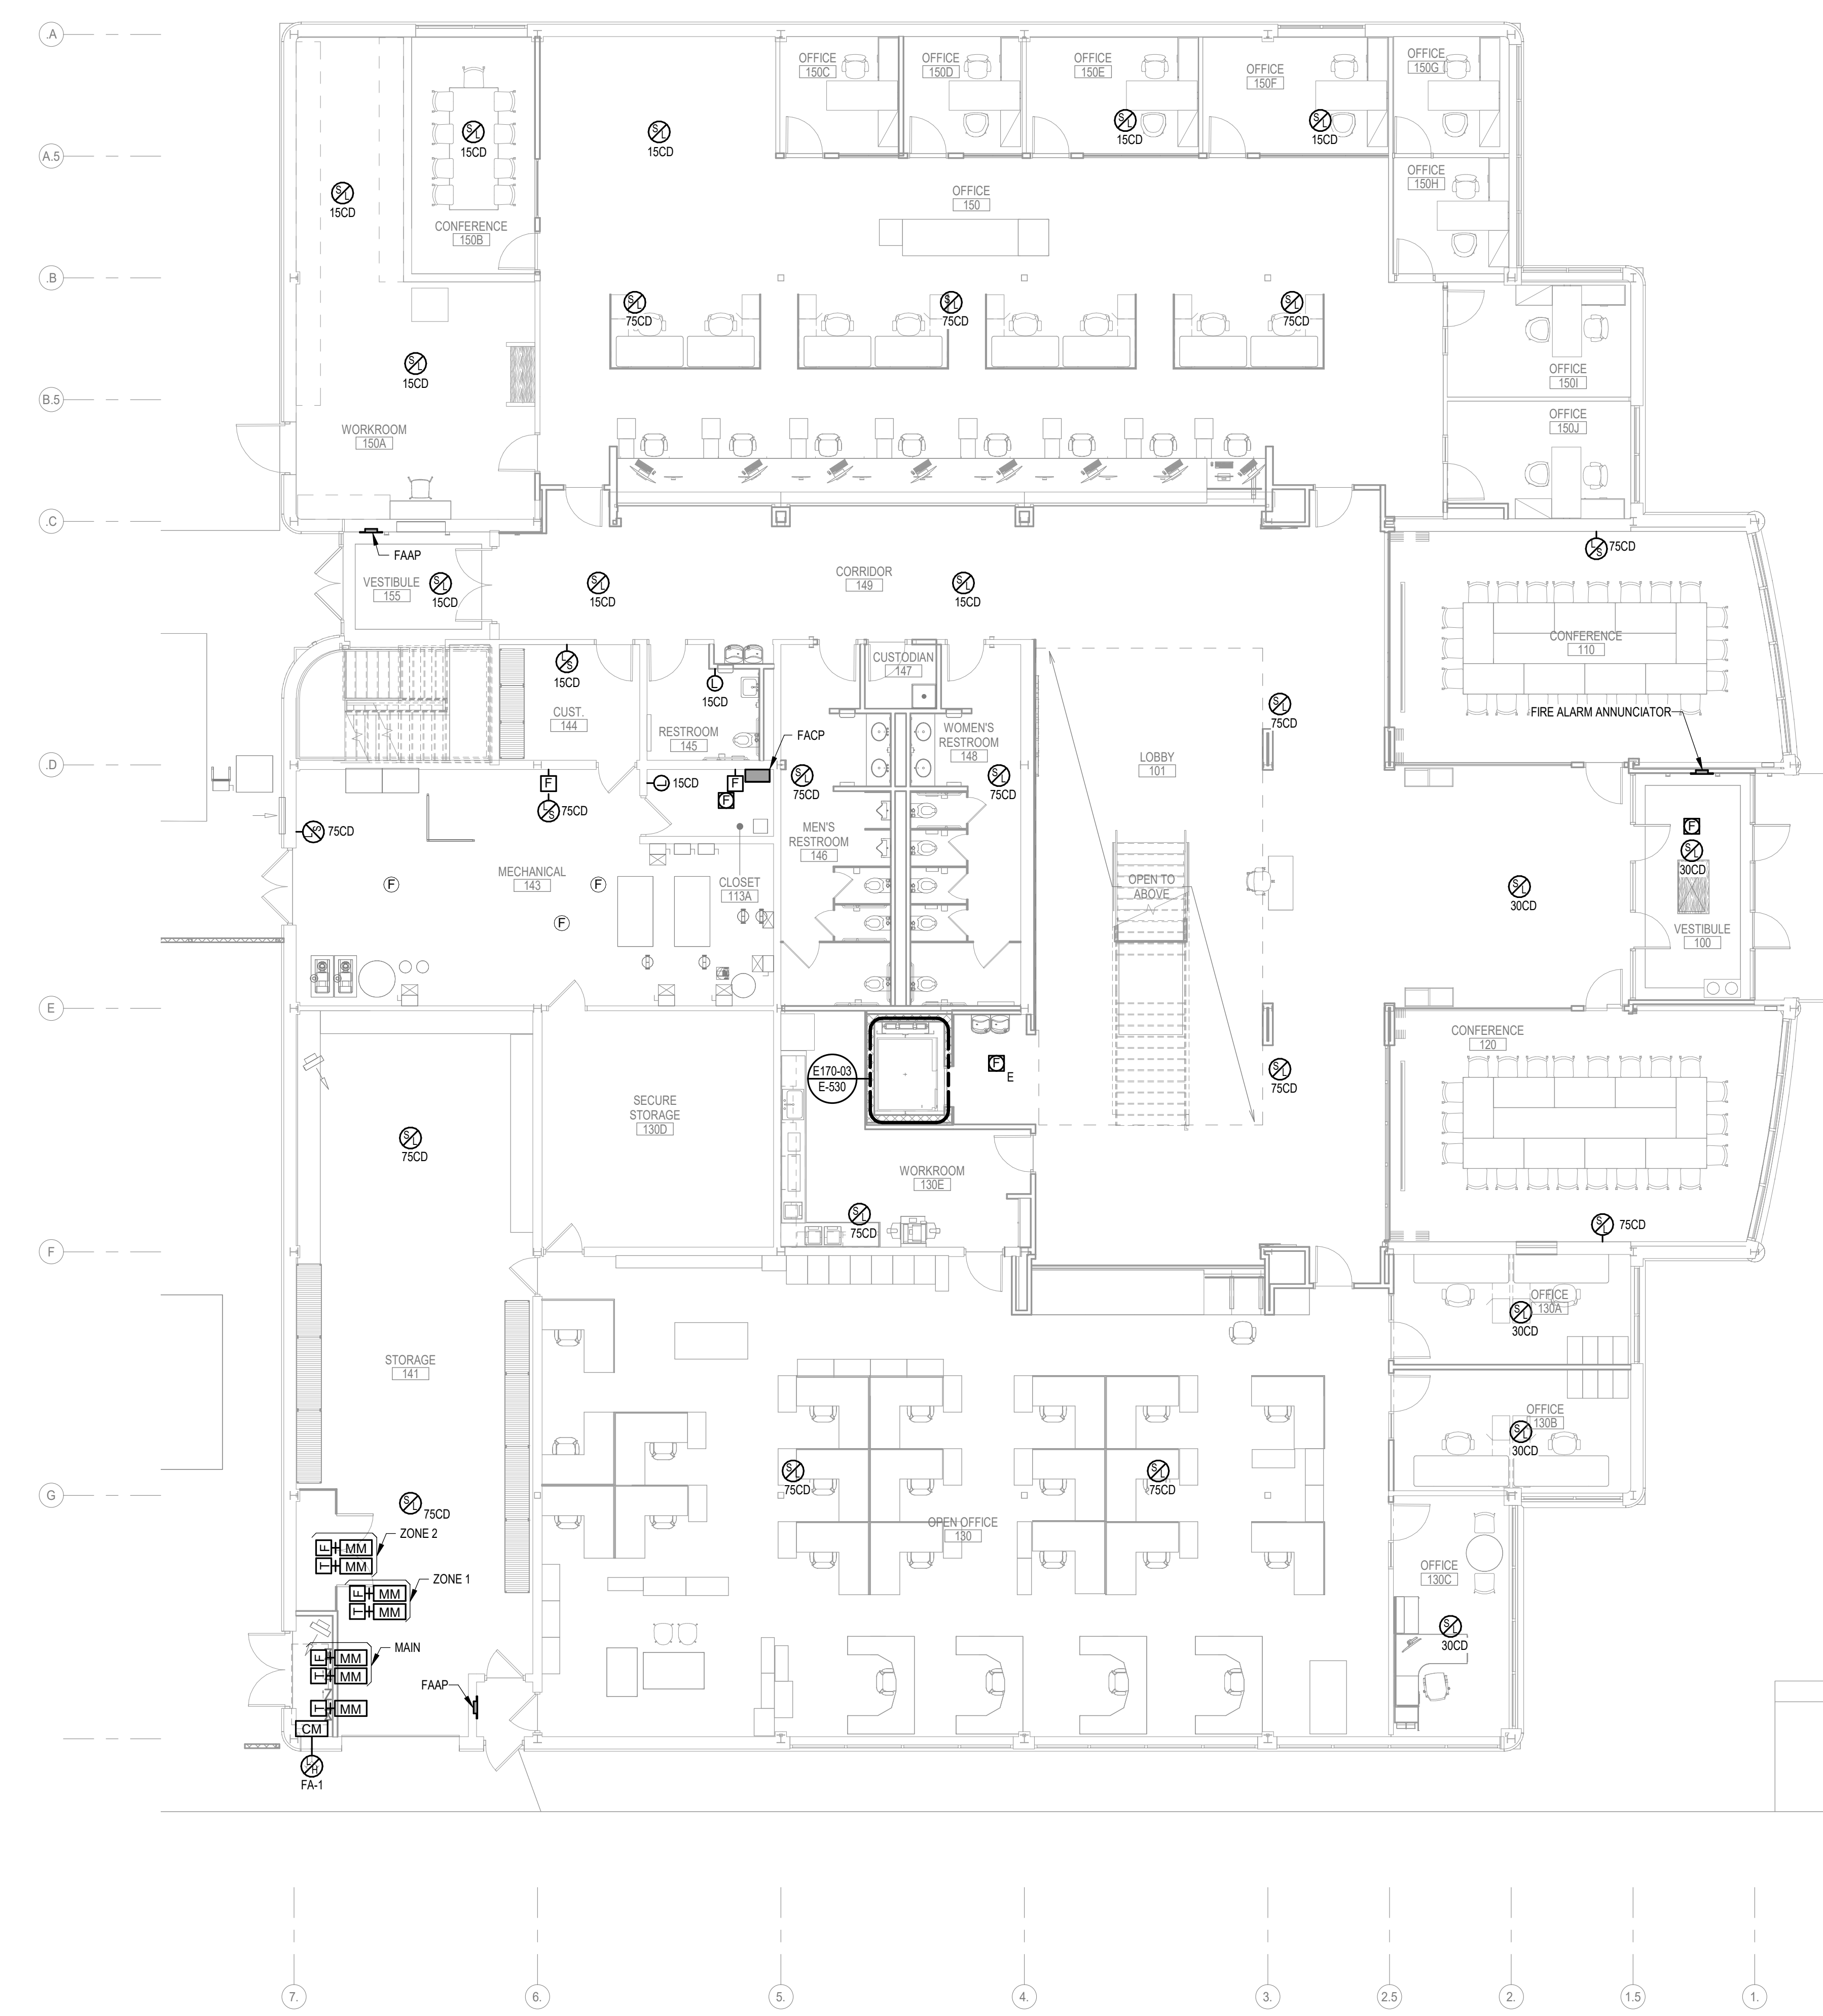 .A
A.5
.B
B.5
.C
.D
E
F
G
OFFICE
150C
OFFICE
150D
OFFICE
150E
OFFICE
150F
OFFICE
150G
S/L
15CD
S/L
15CD
S/L
15CD
S/L
15CD
S/L
15CD
OFFICE
150H
OFFICE
150
CONFERENCE
150B
S/L
75CD
S/L
75CD
S/L
75CD
S/L
15CD
OFFICE
150I
OFFICE
150J
WORKROOM
150A
FAAP
L/S
75CD
VESTIBULE
155
S/L
15CD
S/L
15CD
CORRIDOR
149
S/L
15CD
CONFERENCE
110
L/S
15CD
CUST.
144
L
15CD
RESTROOM
145
FACP
CUSTODIAN
147
WOMEN'S
RESTROOM
148
S/L
75CD
FIRE ALARM ANNUNCIATOR
LOBBY
101
F
L/S
75CD
L
15CD
F
F
S/L
75CD
S/L
75CD
L/S
75CD
MEN'S
RESTROOM
146
F
S/L
30CD
MECHANICAL
143
F
F
F
CLOSET
113A
OPEN TO
ABOVE
S/L
30CD
VESTIBULE
100
E170-03
E-530
F
E
S/L
75CD
CONFERENCE
120
SECURE
STORAGE
130D
S/L
75CD
WORKROOM
130E
S/L
75CD
S/L
75CD
OFFICE
130A
S/L
30CD
STORAGE
141
OFFICE
130B
S/L
30CD
S/L
75CD
S/L
75CD
S/L
75CD
OPEN OFFICE
130
OFFICE
130C
S/L
30CD
ZONE 2
F MM
T MM
ZONE 1
F MM
T MM
MAIN
F MM
T MM
T MM
CM
FAAP
L/H
FA-1
7.
6.
5.
4.
3.
2.5
2.
1.5
1.